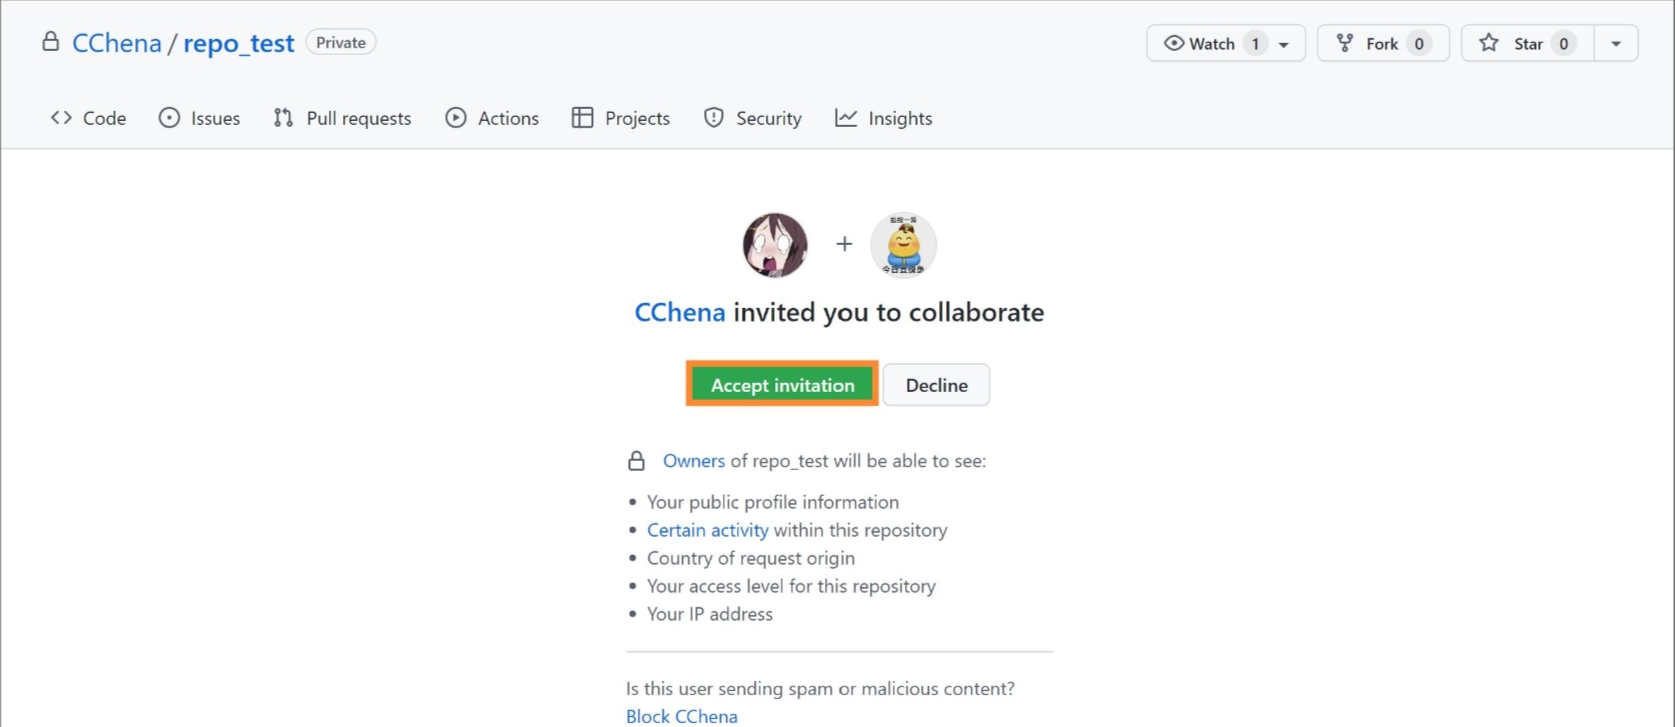 CChena / repo_test Private Watch 1 Fork 0 Star 0
Code Issues Pull requests Actions Projects Security Insights
CChena invited you to collaborate
Accept invitation Decline
Owners of repo_test will be able to see:
• Your public profile information
• Certain activity within this repository
• Country of request origin
• Your access level for this repository
• Your IP address
Is this user sending spam or malicious content?
Block CChena